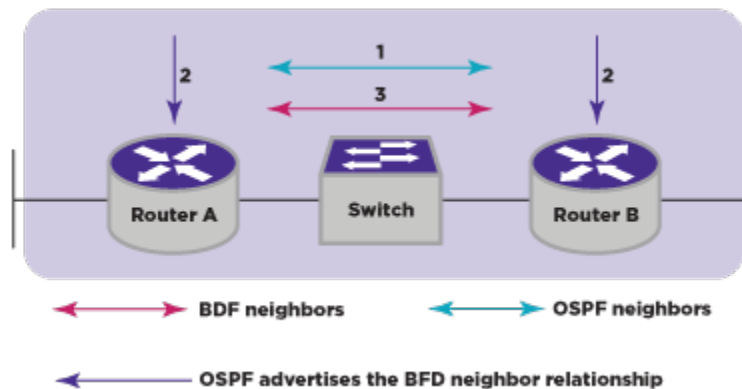 1
2
2
3
Router A
Switch
Router B
BDF neighbors
OSPF neighbors
OSPF advertises the BFD neighbor relationship